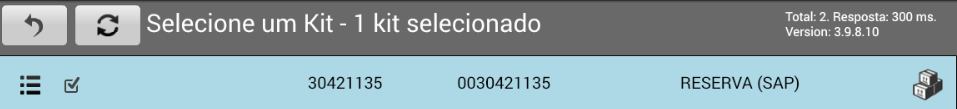 Selecione um Kit - 1 kit selecionado
Total: 2. Resposta: 300 ms.
Version: 3.9.8.10
30421135 0030421135 RESERVA (SAP)